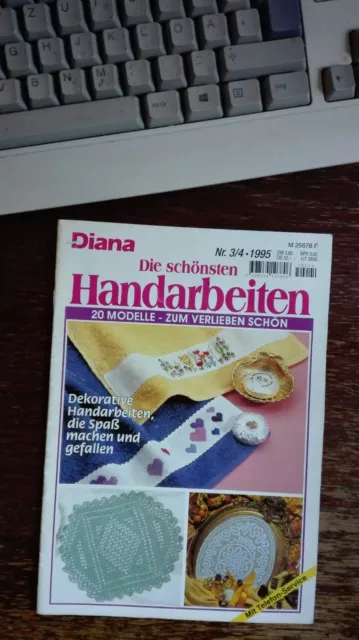 Diana
Nr. 3/4 • 1995
M 25678 F
Die schönsten
Handarbeiten
20 MODELLE - ZUM VERLIEBEN SCHÖN
Dekorative
Handarbeiten,
die Spaß
machen und
gefallen
Mit Telefon-Service